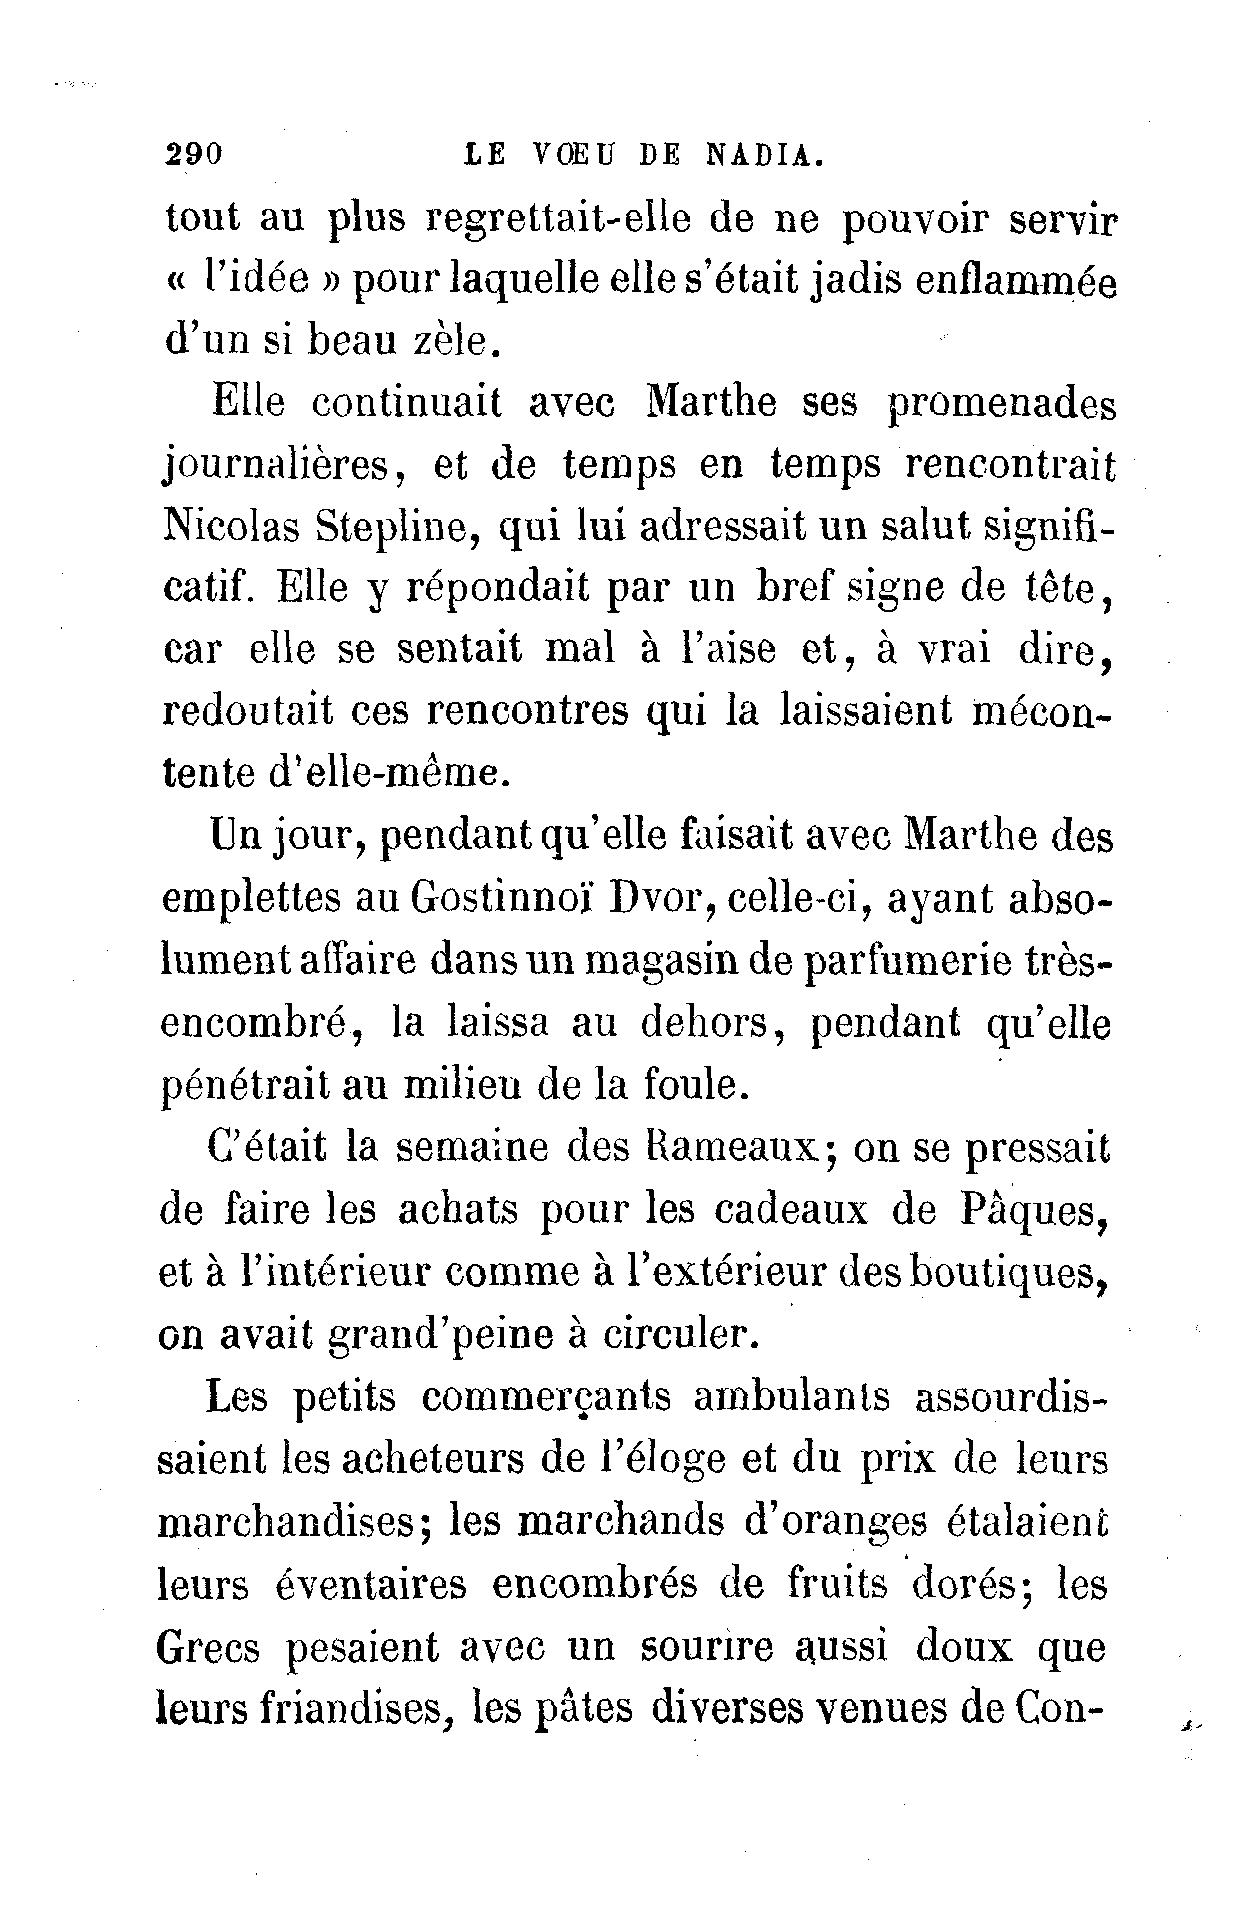 290 LE VŒU DE NADIA.
tout au plus regrettait-elle de ne pouvoir servir
« l'idée » pour laquelle elle s'était jadis enflammée
d'un si beau zèle.
Elle continuait avec Marthe ses promenades
journalières, et de temps en temps rencontrait
Nicolas Stepline, qui lui adressait un salut signifi-
catif. Elle y répondait par un bref signe de tête,
car elle se sentait mal à l'aise et, à vrai dire,
redoutait ces rencontres qui la laissaient mécon-
tente d'elle-même.
Un jour, pendant qu'elle faisait avec Marthe des
emplettes au Gostinnoï Dvor, celle-ci, ayant abso-
lument affaire dans un magasin de parfumerie très-
encombré, la laissa au dehors, pendant qu'elle
pénétrait au milieu de la foule.
C'était la semaine des Rameaux; on se pressait
de faire les achats pour les cadeaux de Pâques,
et à l'intérieur comme à l'extérieur des boutiques,
on avait grand'peine à circuler.
Les petits commerçants ambulants assourdis-
saient les acheteurs de l'éloge et du prix de leurs
marchandises; les marchands d'oranges étalaient
leurs éventaires encombrés de fruits dorés; les
Grecs pesaient avec un sourire aussi doux que
leurs friandises, les pâtes diverses venues de Con-